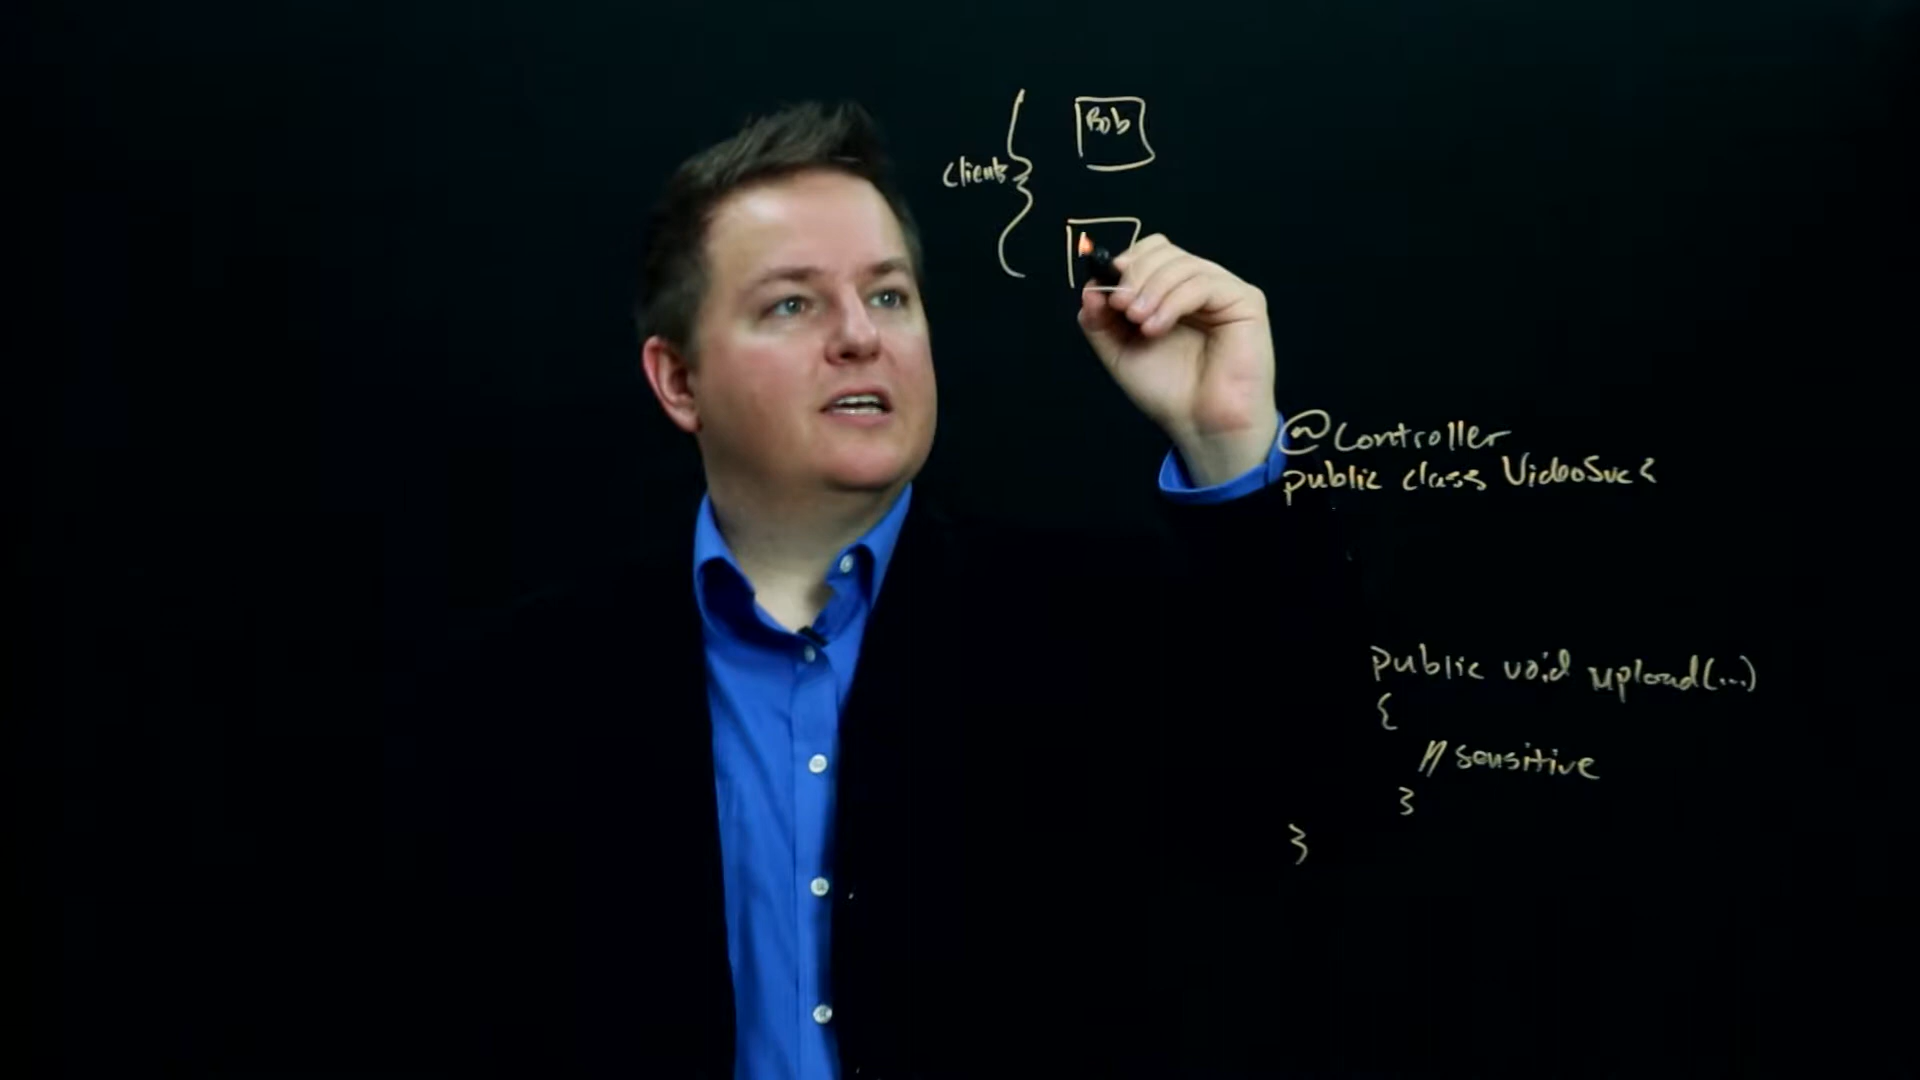 Bob
Clients
@Controller
public class VideoSvc {
public void upload(...)
{
// sensitive
}
}